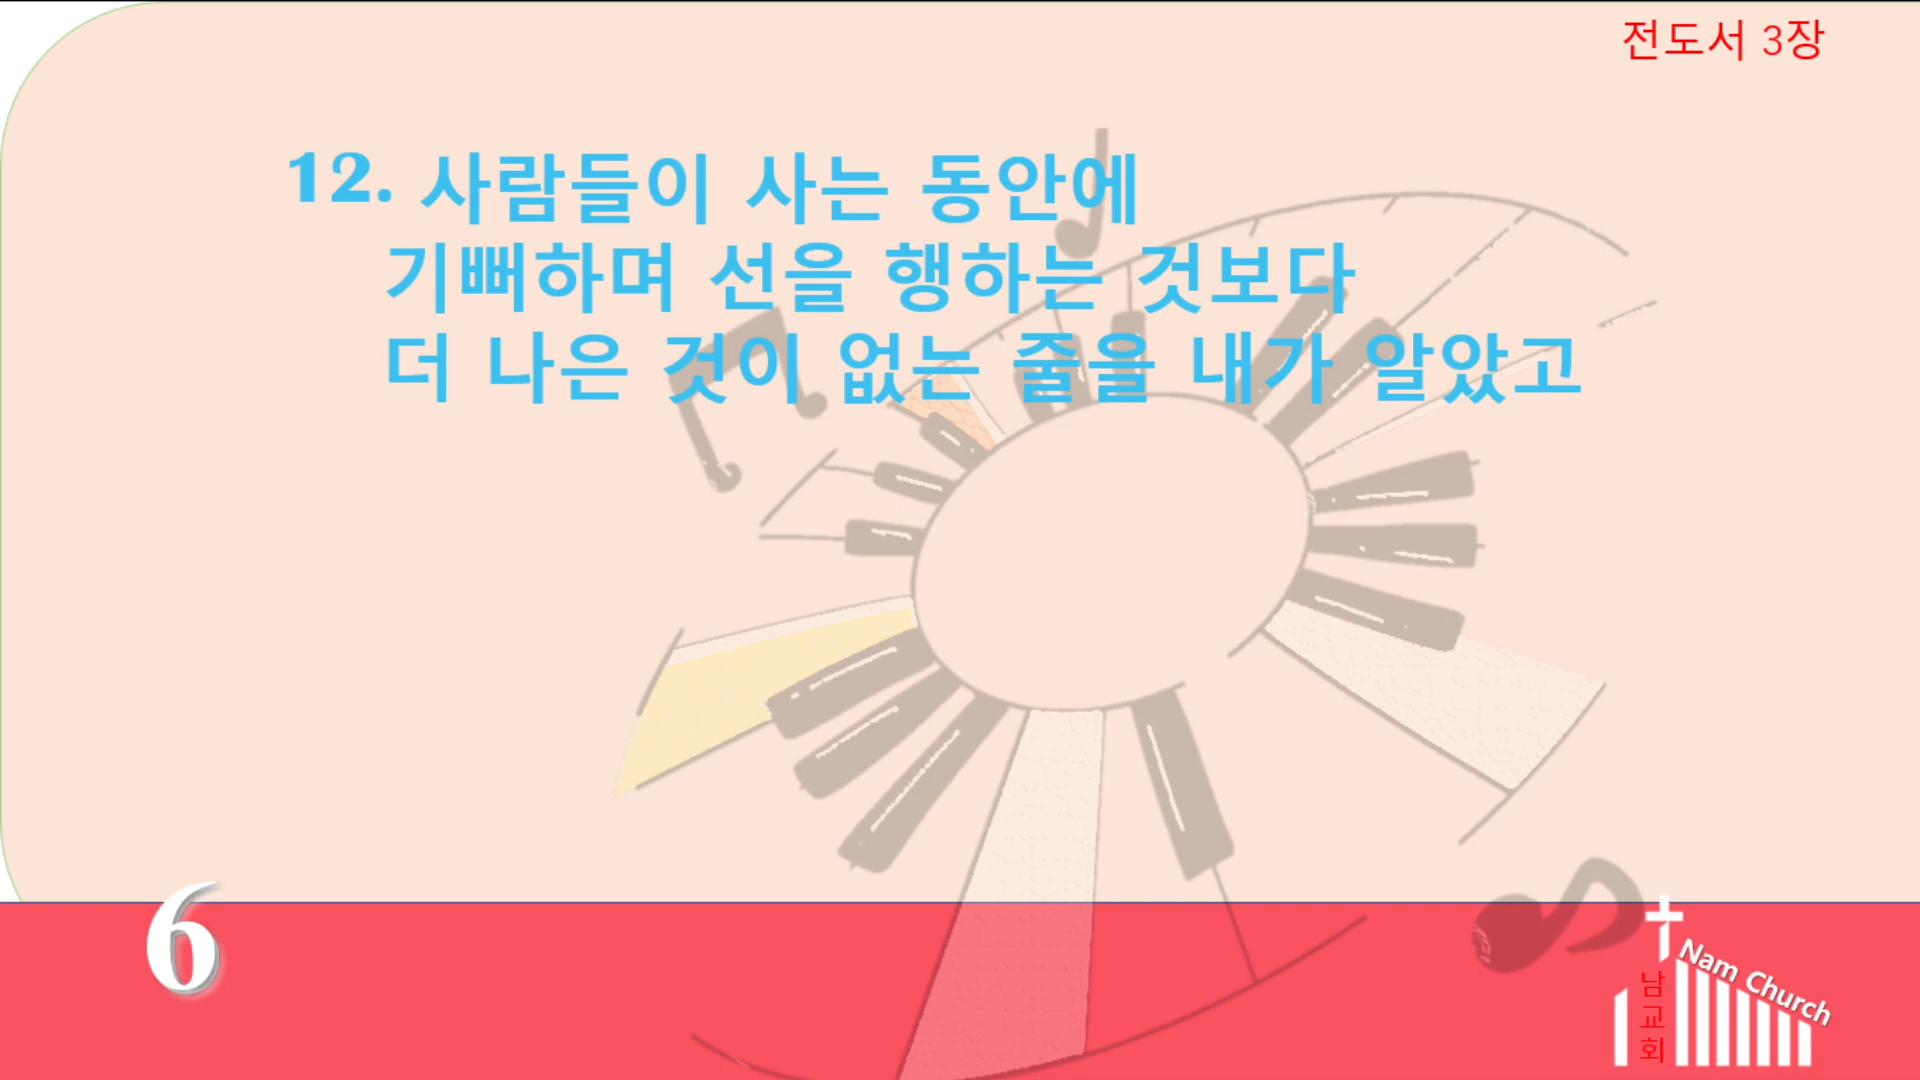 전도서 3장
12. 사람들이 사는 동안에
기뻐하며 선을 행하는 것보다
더 나은 것이 없는 줄을 내가 알았고
6
Nam Church
남교회